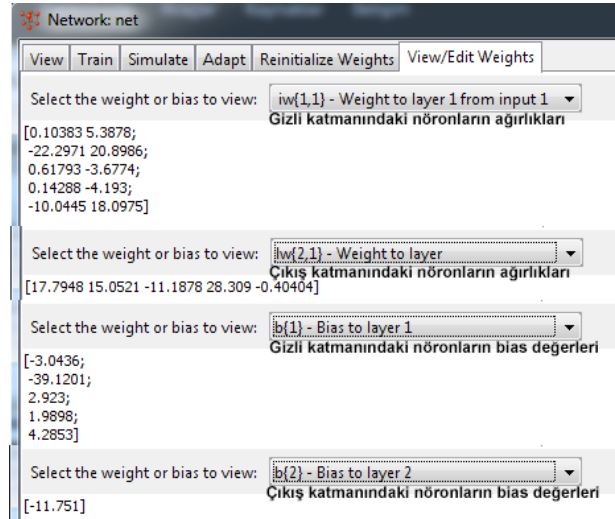 Network: net
View Train Simulate Adapt Reinitialize Weights View/Edit Weights
Select the weight or bias to view: iw{1,1} - Weight to layer 1 from input 1
Gizli katmanındaki nöronların ağırlıkları
[0.10383 5.3878;
-22.2971 20.8986;
0.61793 -3.6774;
0.14288 -4.193;
-10.0445 18.0975]
Select the weight or bias to view: lw{2,1} - Weight to layer
Çıkış katmanındaki nöronların ağırlıkları
[17.7948 15.0521 -11.1878 28.309 -0.40404]
Select the weight or bias to view: b{1} - Bias to layer 1
Gizli katmanındaki nöronların bias değerleri
[-3.0436;
-39.1201;
2.923;
1.9898;
4.2853]
Select the weight or bias to view: b{2} - Bias to layer 2
Çıkış katmanındaki nöronların bias değerleri
[-11.751]